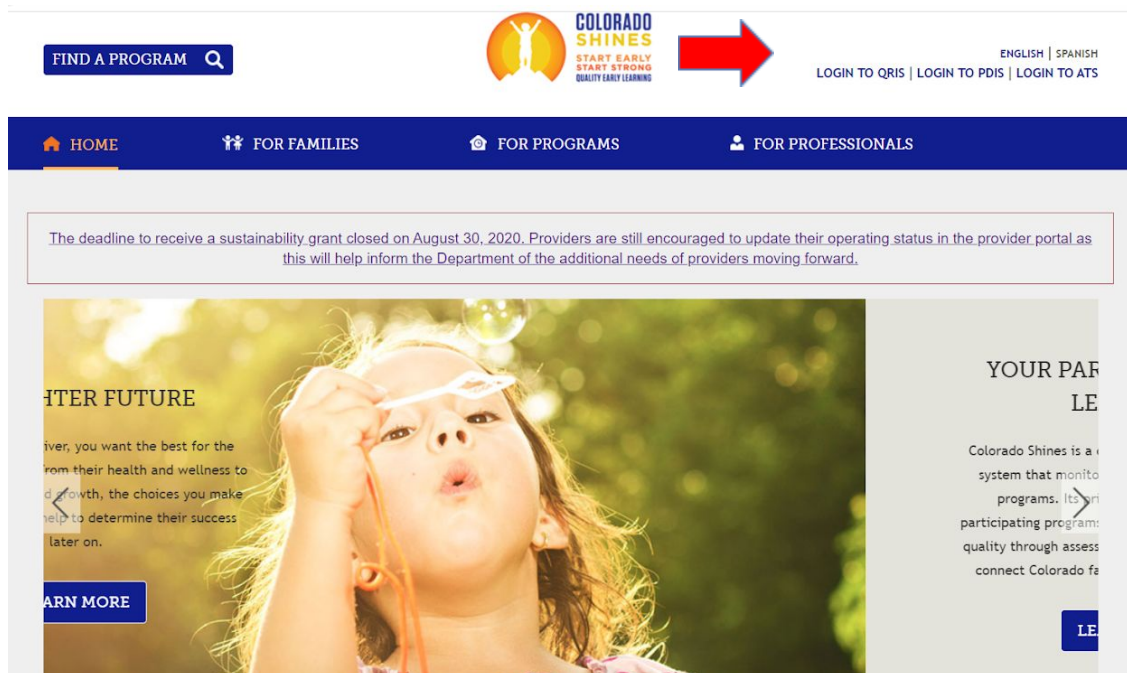 FIND A PROGRAM
COLORADO
SHINES
START EARLY
START STRONG
QUALITY EARLY LEARNING
ENGLISH | SPANISH
LOGIN TO QRIS | LOGIN TO PDIS | LOGIN TO ATS
HOME
FOR FAMILIES
FOR PROGRAMS
FOR PROFESSIONALS
The deadline to receive a sustainability grant closed on August 30, 2020. Providers are still encouraged to update their operating status in the provider portal as
this will help inform the Department of the additional needs of providers moving forward.
HTER FUTURE
iver, you want the best for the
from their health and wellness to
d growth, the choices you make
help to determine their success
later on.
ARN MORE
YOUR PAR
LE
Colorado Shines is a
system that monito
programs. Its pri
participating programs
quality through assess
connect Colorado fa
LEA